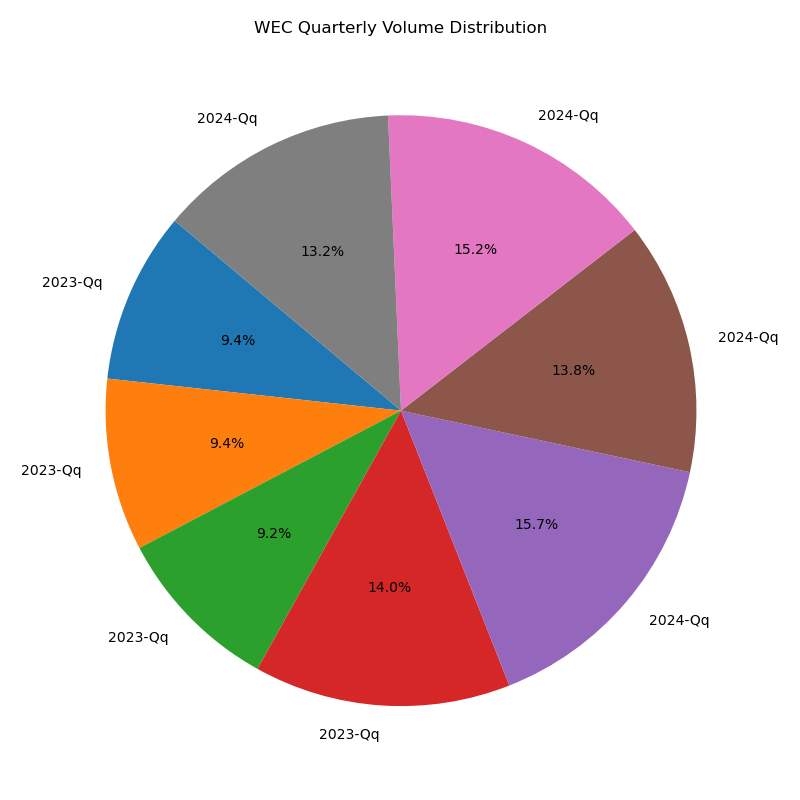 WEC Quarterly Volume Distribution
2024-Qq
2024-Qq
13.2%
15.2%
2023-Qq
9.4%
2024-Qq
13.8%
2023-Qq
9.4%
9.2%
15.7%
14.0%
2023-Qq
2024-Qq
2023-Qq